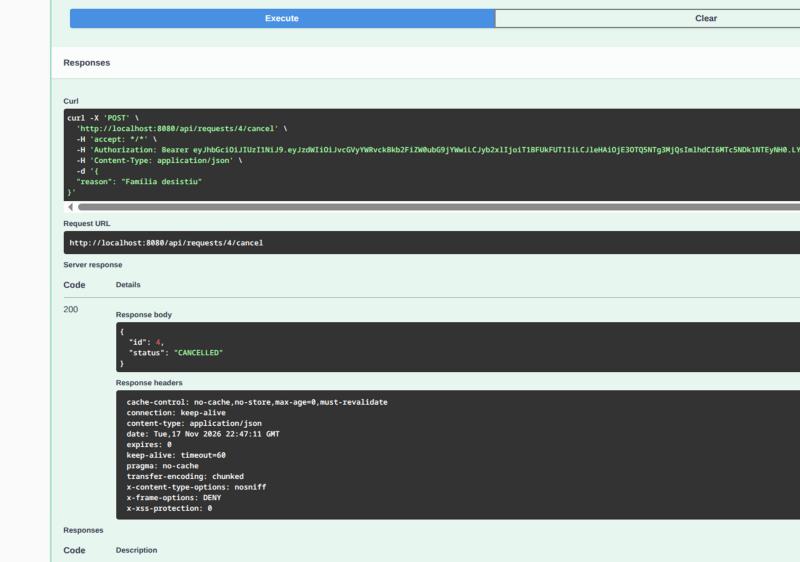 Execute
Clear
Responses
Curl
curl -X 'POST' \
'http://localhost:8080/api/requests/4/cancel' \
-H 'accept: */*' \
-H 'Authorization: Bearer eyJhbGciOiJIUzI1NiJ9.eyJzdWIiOiJvcGVyYWRvckBkb2FiZW0ubG9jYWwiLCJyb2xlIjoiT1BFUkFUT1IiLCJleHAiOjE3OTQ5NTg3MjQsImlhdCI6MTc5NDk1NTEyNH0.LY
-H 'Content-Type: application/json' \
-d '{
"reason": "Família desistiu"
}'
Request URL
http://localhost:8080/api/requests/4/cancel
Server response
Code Details
200
Response body
{
"id": 4,
"status": "CANCELLED"
}
Response headers
cache-control: no-cache,no-store,max-age=0,must-revalidate
connection: keep-alive
content-type: application/json
date: Tue,17 Nov 2026 22:47:11 GMT
expires: 0
keep-alive: timeout=60
pragma: no-cache
transfer-encoding: chunked
x-content-type-options: nosniff
x-frame-options: DENY
x-xss-protection: 0
Responses
Code Description